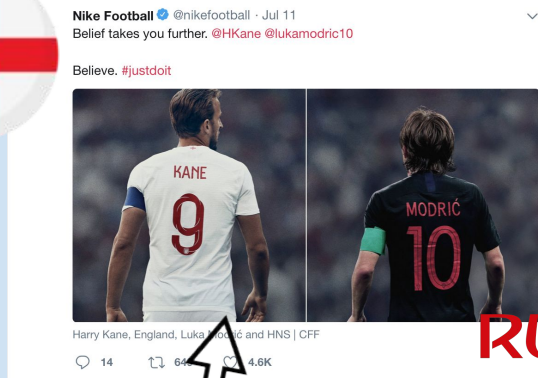 Nike Football @nikefootball · Jul 11
Belief takes you further. @HKane @lukamodric10
Believe. #justdoit
KANE
9
MODRIĆ
10
Harry Kane, England, Luka Modrić and HNS | CFF
14
4.6K